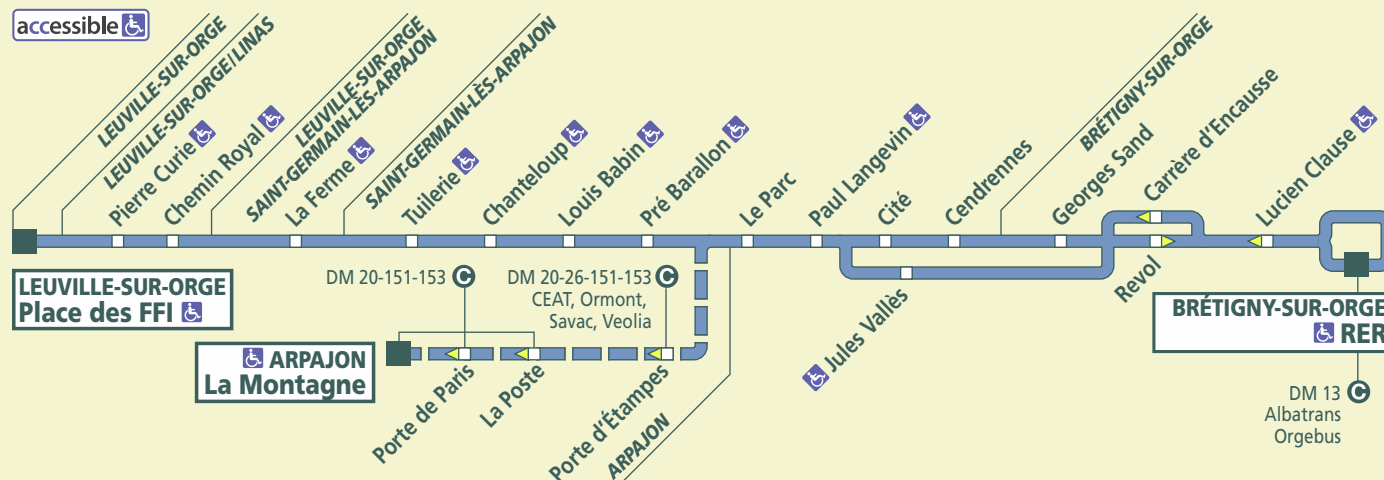 accessible
LEUVILLE-SUR-ORGE
LEUVILLE-SUR-ORGE/LINAS
Pierre Curie
Chemin Royal
LEUVILLE-SUR-ORGE
SAINT-GERMAIN-LÈS-ARPAJON
La Ferme
SAINT-GERMAIN-LÈS-ARPAJON
Tuilerie
Chanteloup
Louis Babin
Pré Barallon
Le Parc
Paul Langevin
Cité
Cendrennes
BRÉTIGNY-SUR-ORGE
Georges Sand
Carrère d'Encausse
Lucien Clause
LEUVILLE-SUR-ORGE
Place des FFI
DM 20-151-153 C
DM 20-26-151-153 C
CEAT, Ormont,
Savac, Veolia
ARPAJON
La Montagne
Porte de Paris
La Poste
Porte d'Étampes
ARPAJON
Jules Vallès
Revol
BRÉTIGNY-SUR-ORGE
RER
DM 13 C
Albatrans
Orgebus